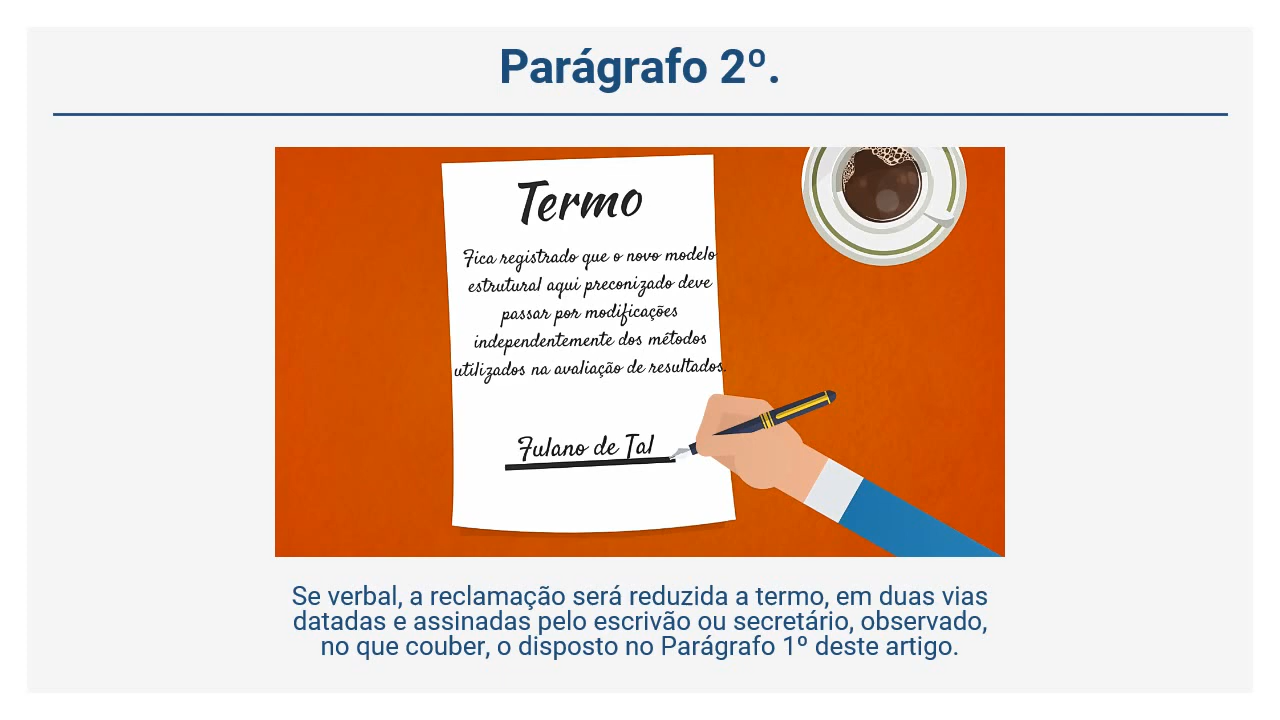 Parágrafo 2º.
Termo
Fica registrado que o novo modelo
estrutural aqui preconizado deve
passar por modificações
independentemente dos métodos
utilizados na avaliação de resultados.
Fulano de Tal
Se verbal, a reclamação será reduzida a termo, em duas vias
datadas e assinadas pelo escrivão ou secretário, observado,
no que couber, o disposto no Parágrafo 1º deste artigo.